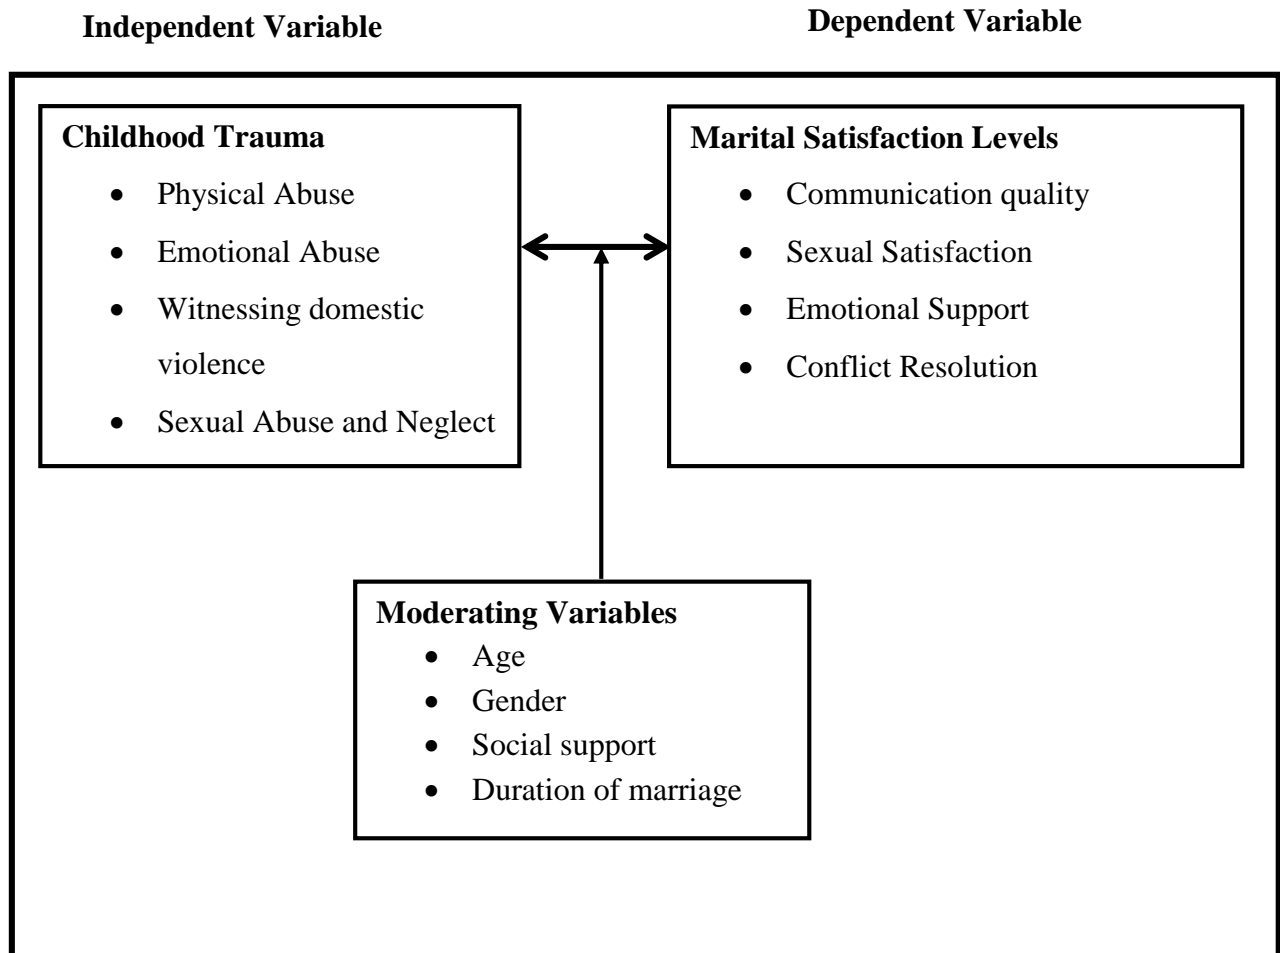 Independent Variable
Dependent Variable
Childhood Trauma
• Physical Abuse
• Emotional Abuse
• Witnessing domestic
violence
• Sexual Abuse and Neglect
Marital Satisfaction Levels
• Communication quality
• Sexual Satisfaction
• Emotional Support
• Conflict Resolution
Moderating Variables
• Age
• Gender
• Social support
• Duration of marriage